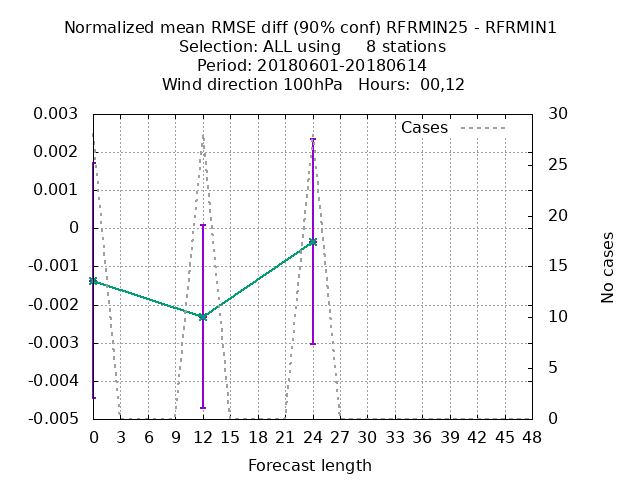 Normalized mean RMSE diff (90% conf) RFRMIN25 - RFRMIN1
Selection: ALL using     8 stations
Period: 20180601-20180614
Wind direction 100hPa   Hours:  00,12
Cases
0.003
0.002
0.001
0
-0.001
-0.002
-0.003
-0.004
-0.005
30
25
20
15
10
5
0
No cases
0 3 6 9 12 15 18 21 24 27 30 33 36 39 42 45 48
Forecast length